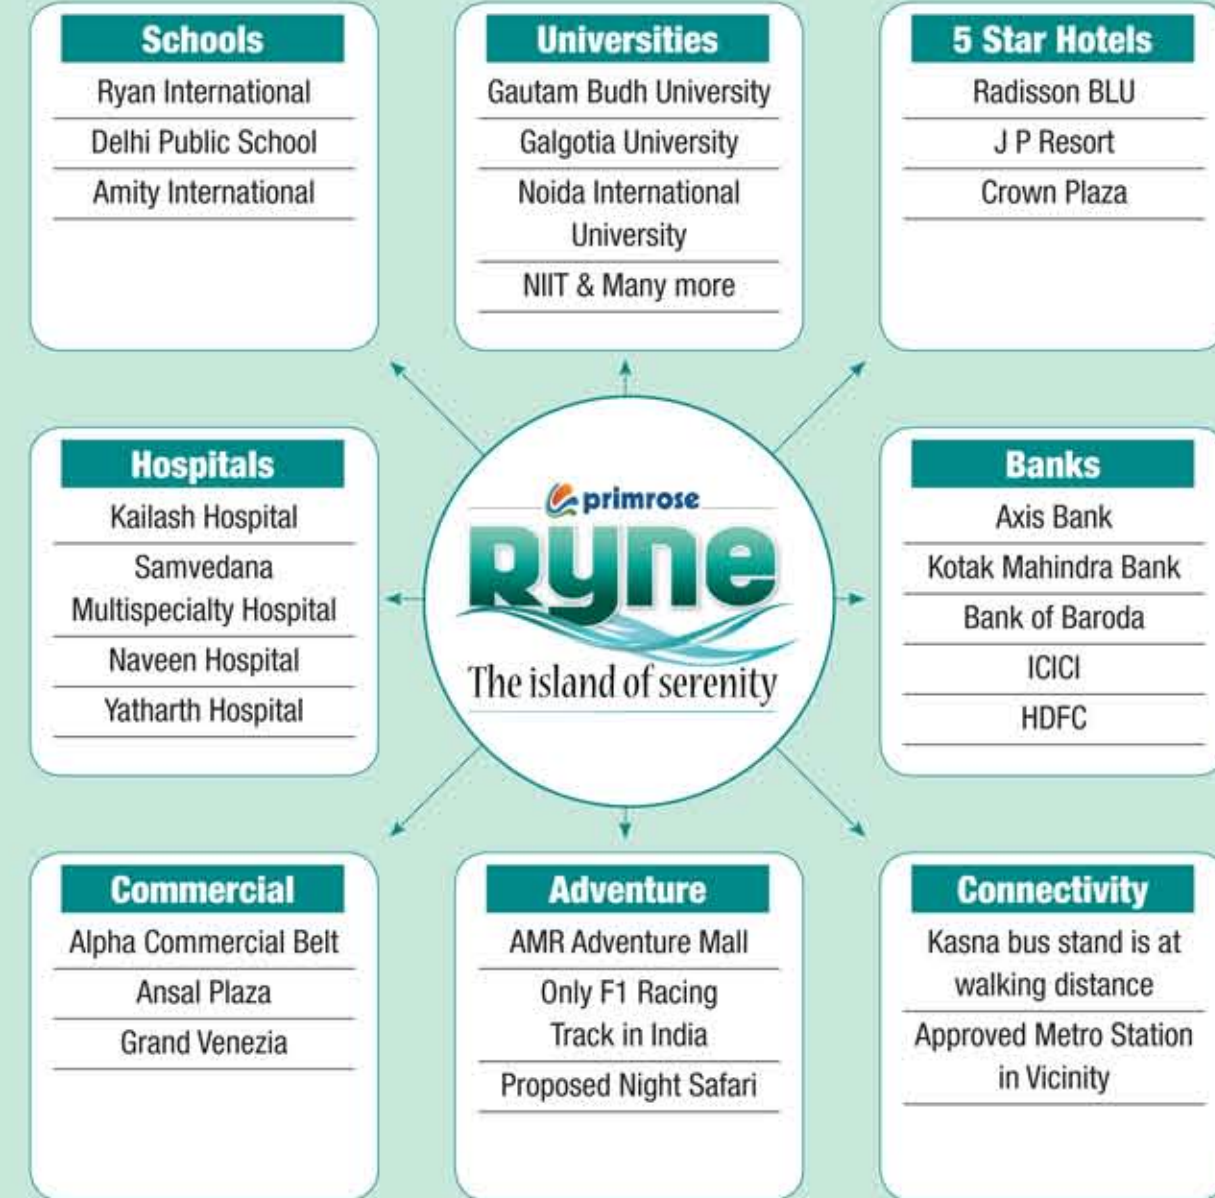 Schools
Ryan International
Delhi Public School
Amity International
Universities
Gautam Budh University
Galgotia University
Noida International
University
NIIT & Many more
5 Star Hotels
Radisson BLU
J P Resort
Crown Plaza
Hospitals
Kailash Hospital
Samvedana
Multispecialty Hospital
Naveen Hospital
Yatharth Hospital
primrose
Ryne
The island of serenity
Banks
Axis Bank
Kotak Mahindra Bank
Bank of Baroda
ICICI
HDFC
Commercial
Alpha Commercial Belt
Ansal Plaza
Grand Venezia
Adventure
AMR Adventure Mall
Only F1 Racing
Track in India
Proposed Night Safari
Connectivity
Kasna bus stand is at
walking distance
Approved Metro Station
in Vicinity